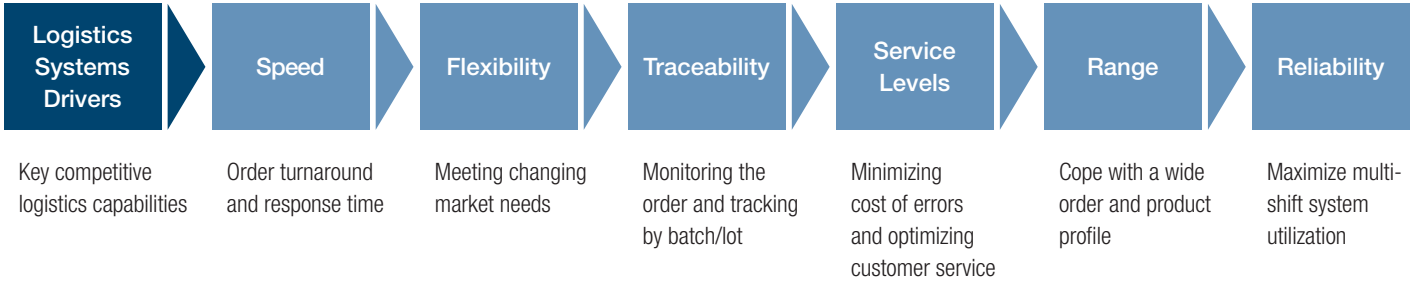 Logistics
Systems
Drivers
Speed
Flexibility
Traceability
Service
Levels
Range
Reliability
Key competitive
logistics capabilities
Order turnaround
and response time
Meeting changing
market needs
Monitoring the
order and tracking
by batch/lot
Minimizing
cost of errors
and optimizing
customer service
Cope with a wide
order and product
profile
Maximize multi-
shift system
utilization